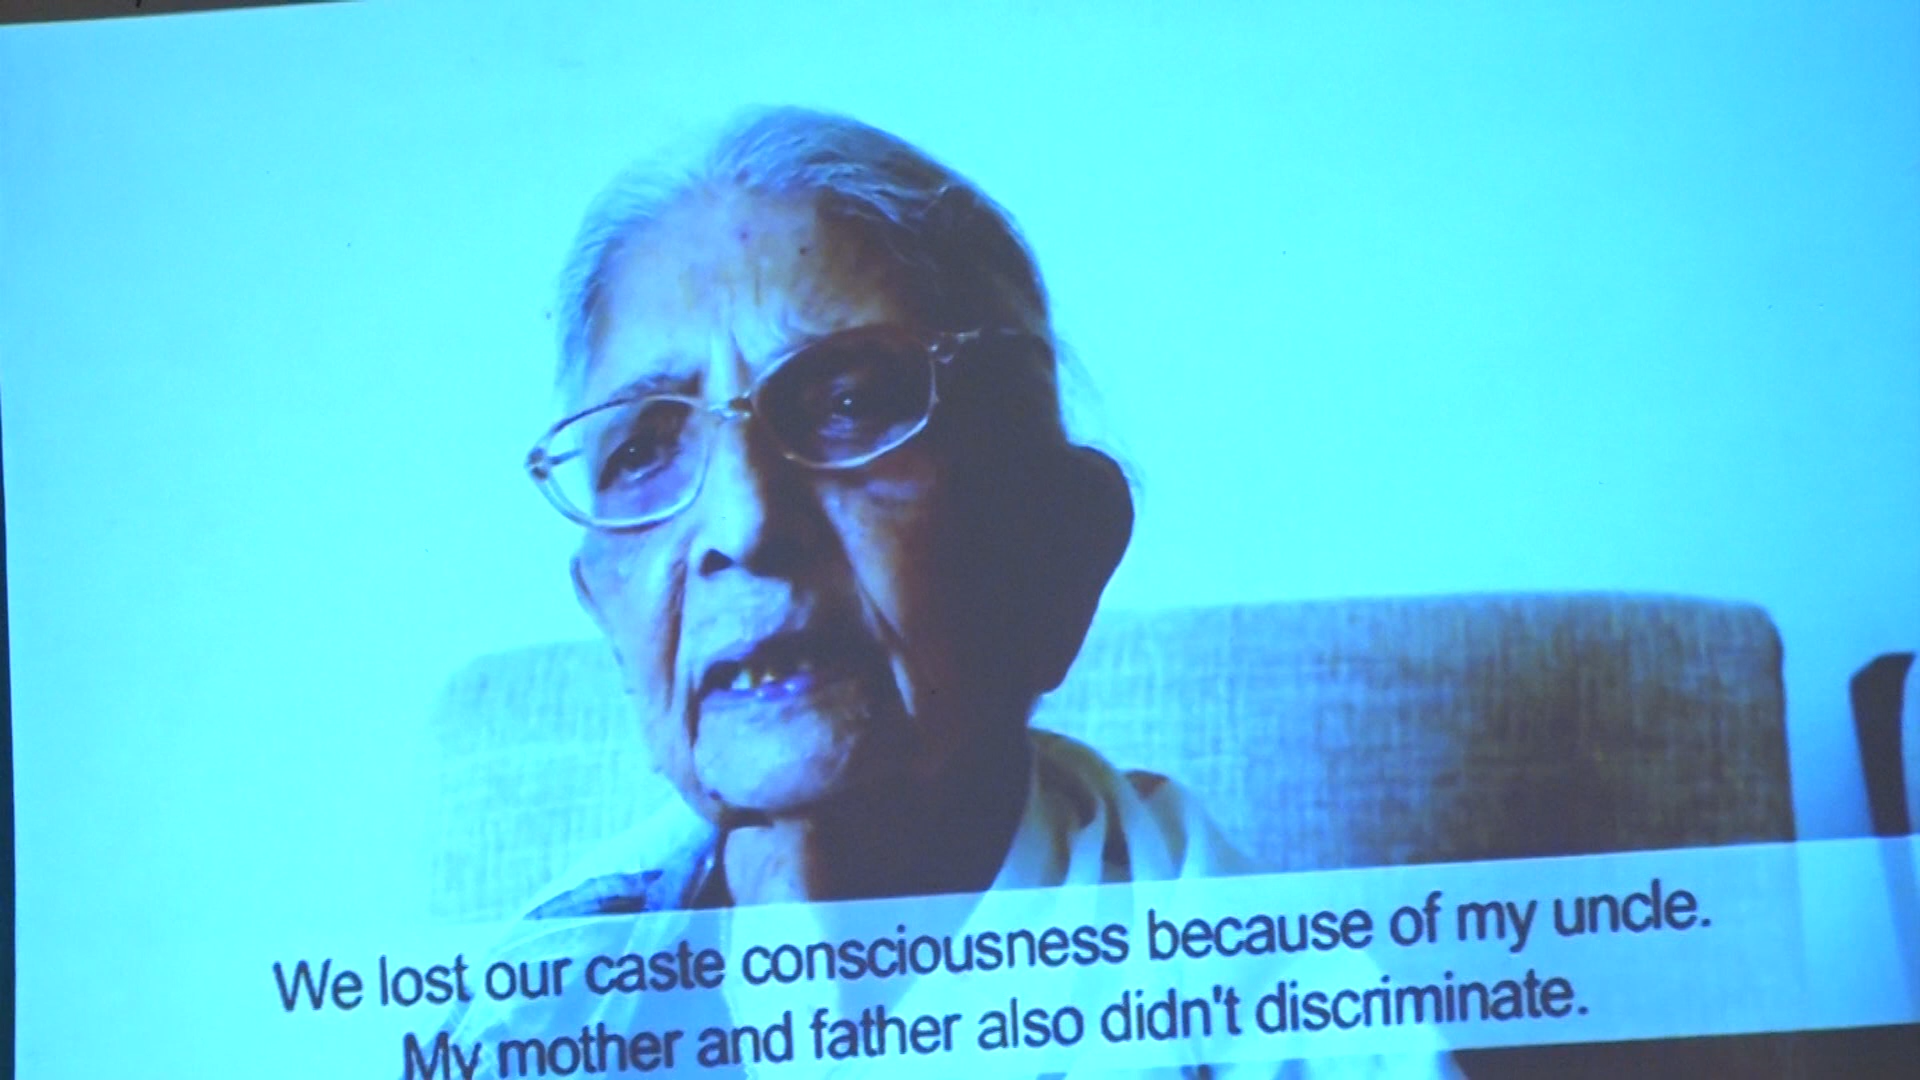 We lost our caste consciousness because of my uncle.
My mother and father also didn't discriminate.